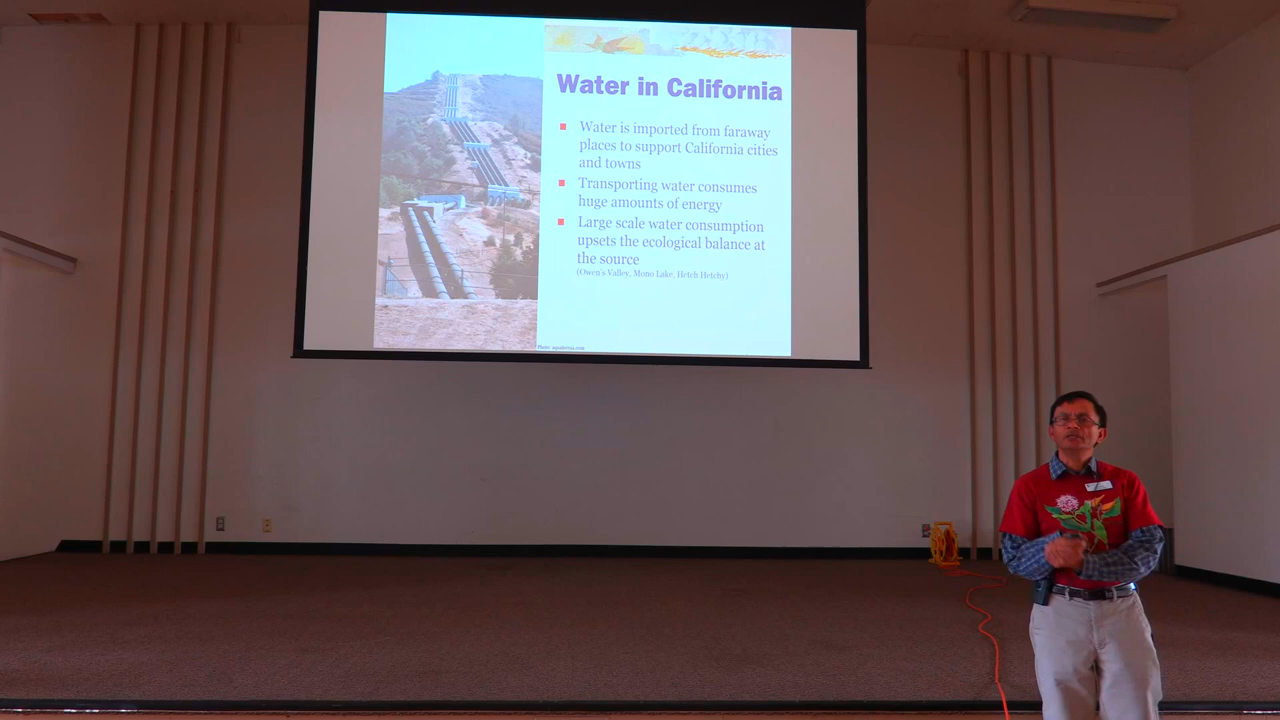 Water in California
Water is imported from faraway
places to support California cities
and towns
Transporting water consumes
huge amounts of energy
Large scale water consumption
upsets the ecological balance at
the source
(Owen's Valley, Mono Lake, Hetch Hetchy)